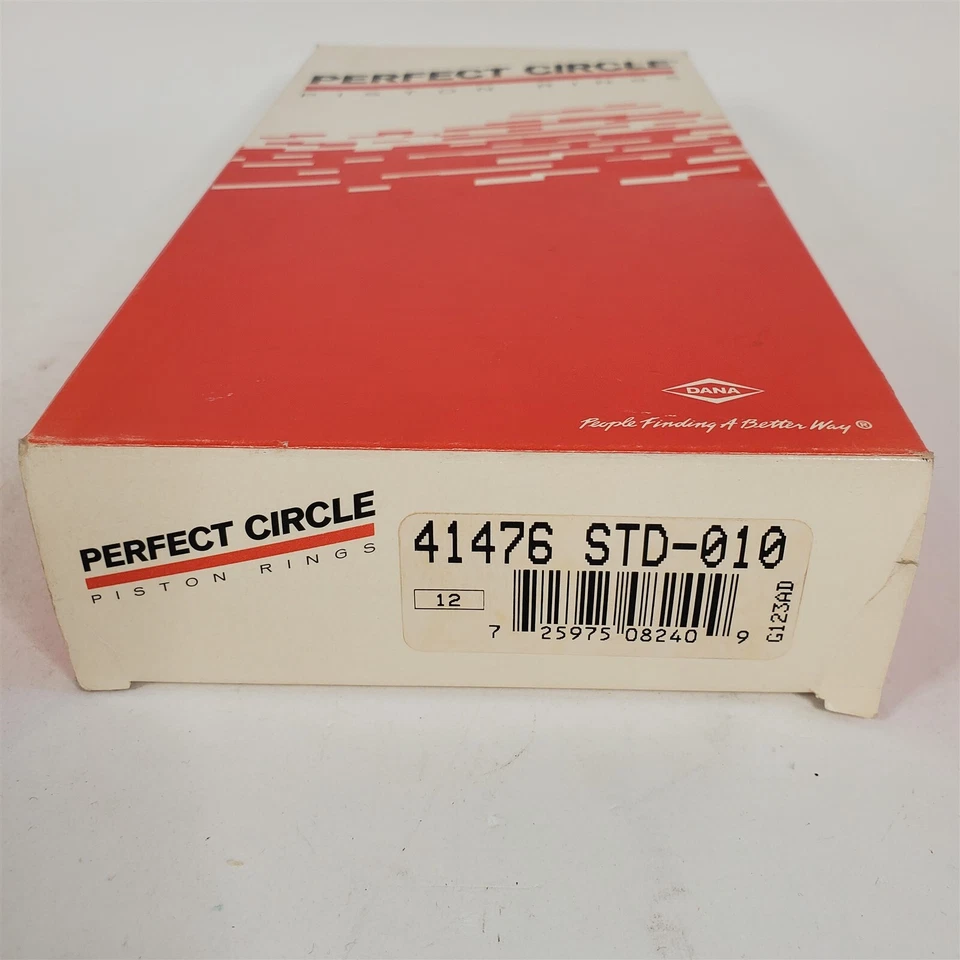 PERFECT CIRCLE
PISTON RINGS
DANA
People Finding A Better Way®
PERFECT CIRCLE
PISTON RINGS
41476 STD-010
12
7 25975 08240 9
G123AD